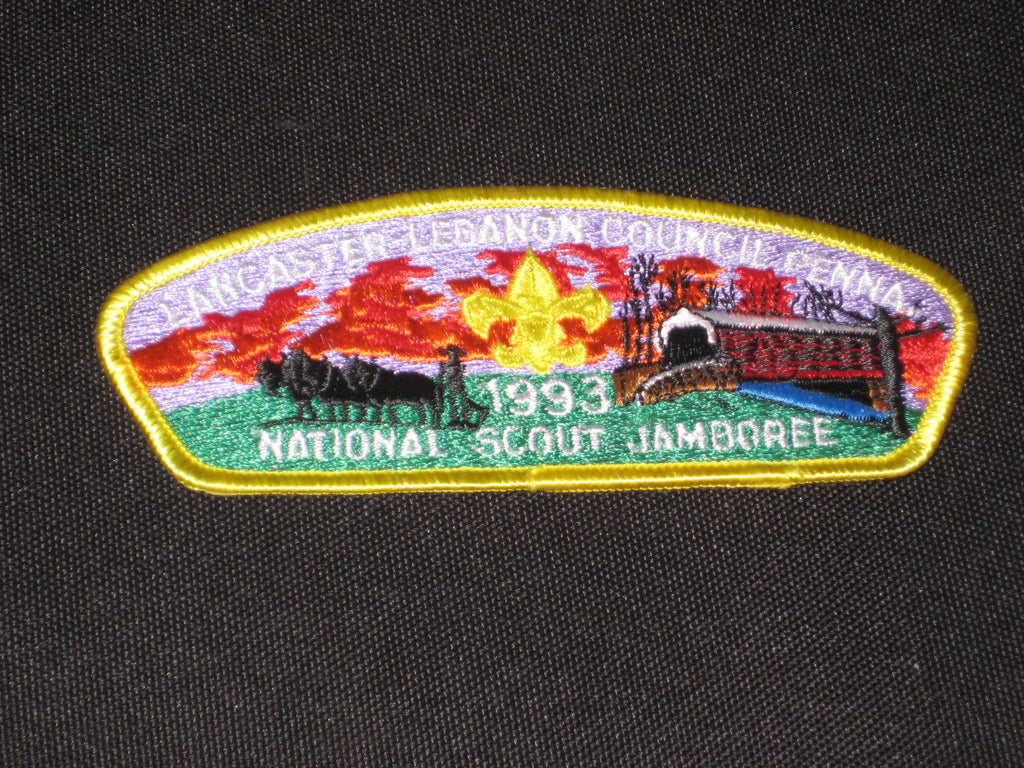 LANCASTER-LEBANON COUNCIL PENNA.
1993
NATIONAL SCOUT JAMBOREE